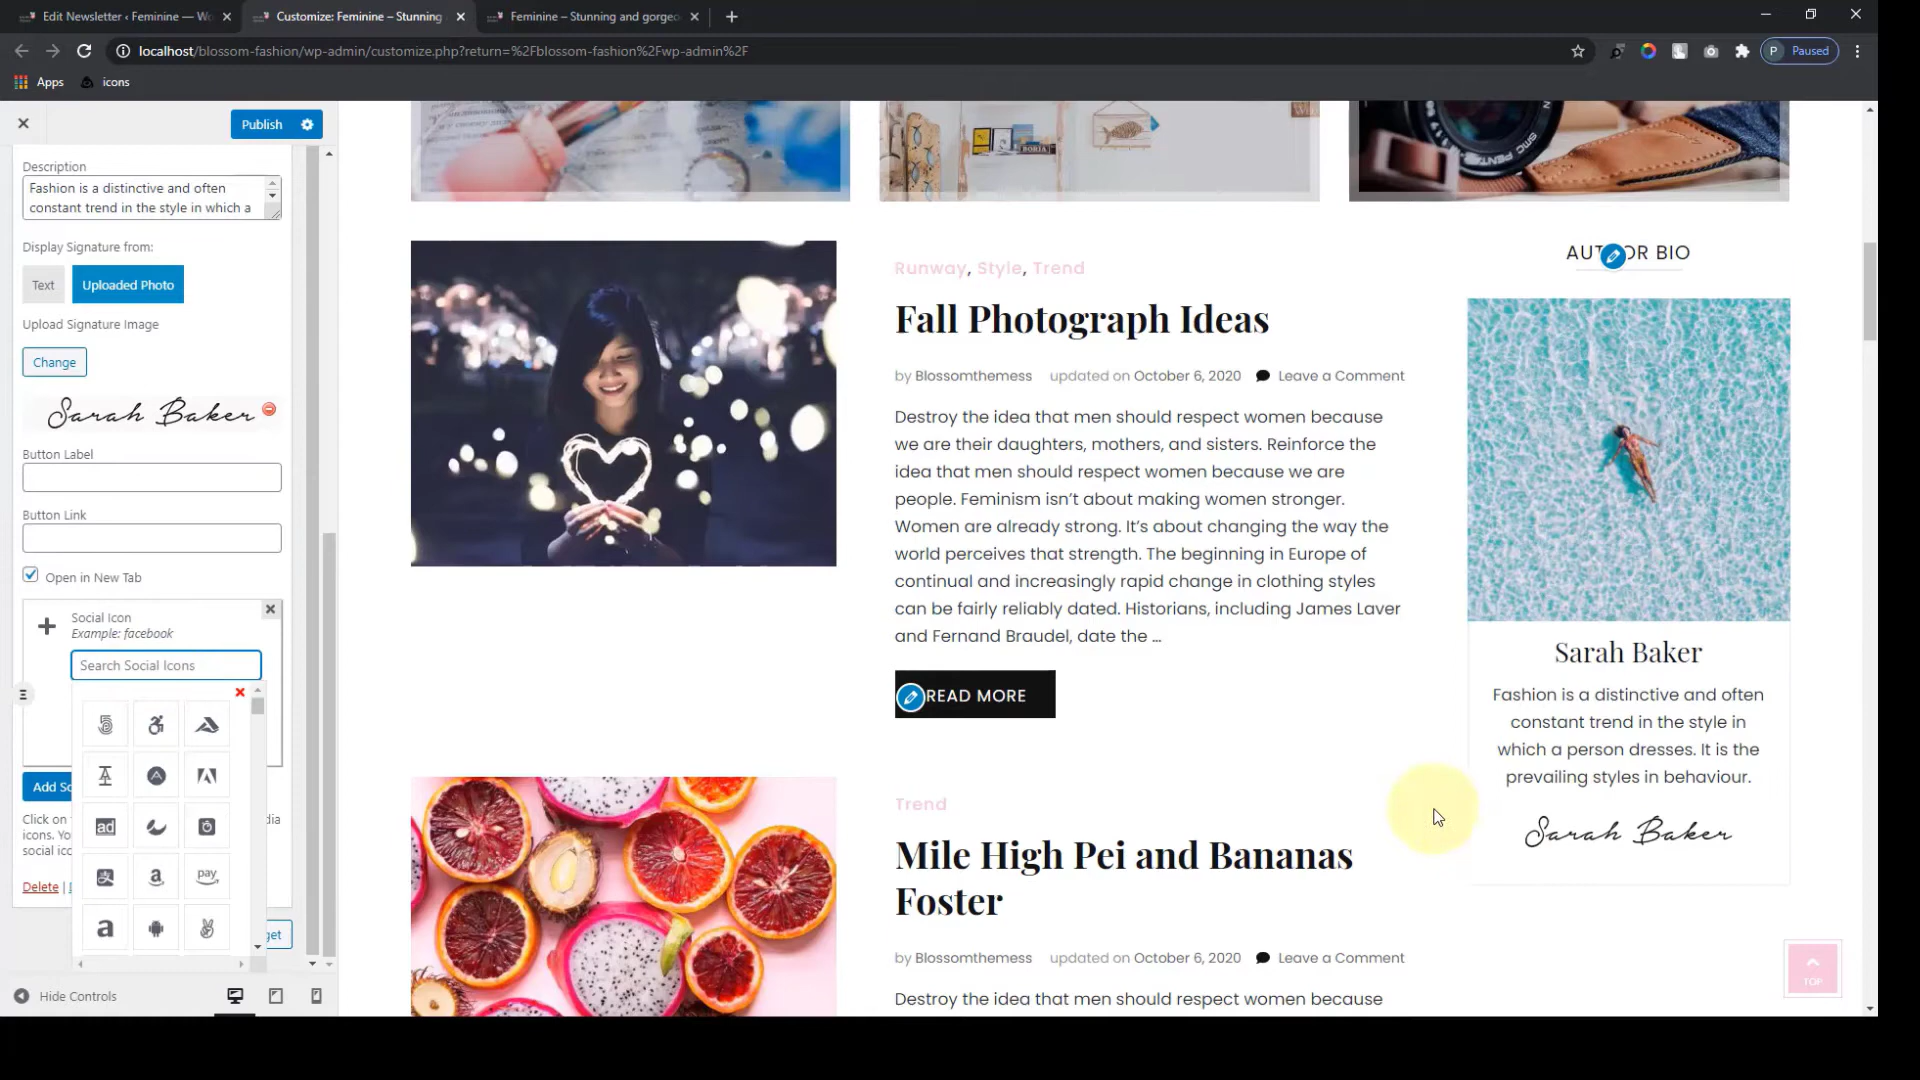 Edit Newsletter ‹ Feminine — Wo
Customize: Feminine – Stunning
Feminine – Stunning and gorgeo
localhost/blossom-fashion/wp-admin/customize.php?return=%2Fblossom-fashion%2Fwp-admin%2F
P Paused
Apps
icons
Publish
Description
Fashion is a distinctive and often
constant trend in the style in which a
Display Signature from:
Text
Uploaded Photo
Upload Signature Image
Change
Sarah Baker
Button Label
Button Link
Open in New Tab
Social Icon
Example: facebook
Search Social Icons
ad
a
pay
a
Add So
Click on
dia
icons. Yo
social ico
Delete |
get
Hide Controls
BORJA
SMC PENTAX
Runway, Style, Trend
Fall Photograph Ideas
by Blossomthemess updated on October 6, 2020 Leave a Comment
Destroy the idea that men should respect women because
we are their daughters, mothers, and sisters. Reinforce the
idea that men should respect women because we are
people. Feminism isn’t about making women stronger.
Women are already strong. It’s about changing the way the
world perceives that strength. The beginning in Europe of
continual and increasingly rapid change in clothing styles
can be fairly reliably dated. Historians, including James Laver
and Fernand Braudel, date the …
READ MORE
Trend
Mile High Pei and Bananas
Foster
by Blossomthemess updated on October 6, 2020 Leave a Comment
Destroy the idea that men should respect women because
AUTHOR BIO
Sarah Baker
Fashion is a distinctive and often
constant trend in the style in
which a person dresses. It is the
prevailing styles in behaviour.
Sarah Baker
TOP